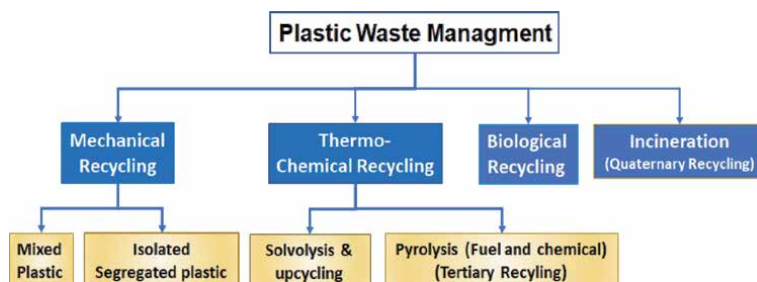 Plastic Waste Managment
Mechanical
Recycling
Thermo-
Chemical Recycling
Biological
Recycling
Incineration
(Quaternary Recycling)
Mixed
Plastic
Isolated
Segregated plastic
Solvolysis &
upcycling
Pyrolysis (Fuel and chemical)
(Tertiary Recyling)